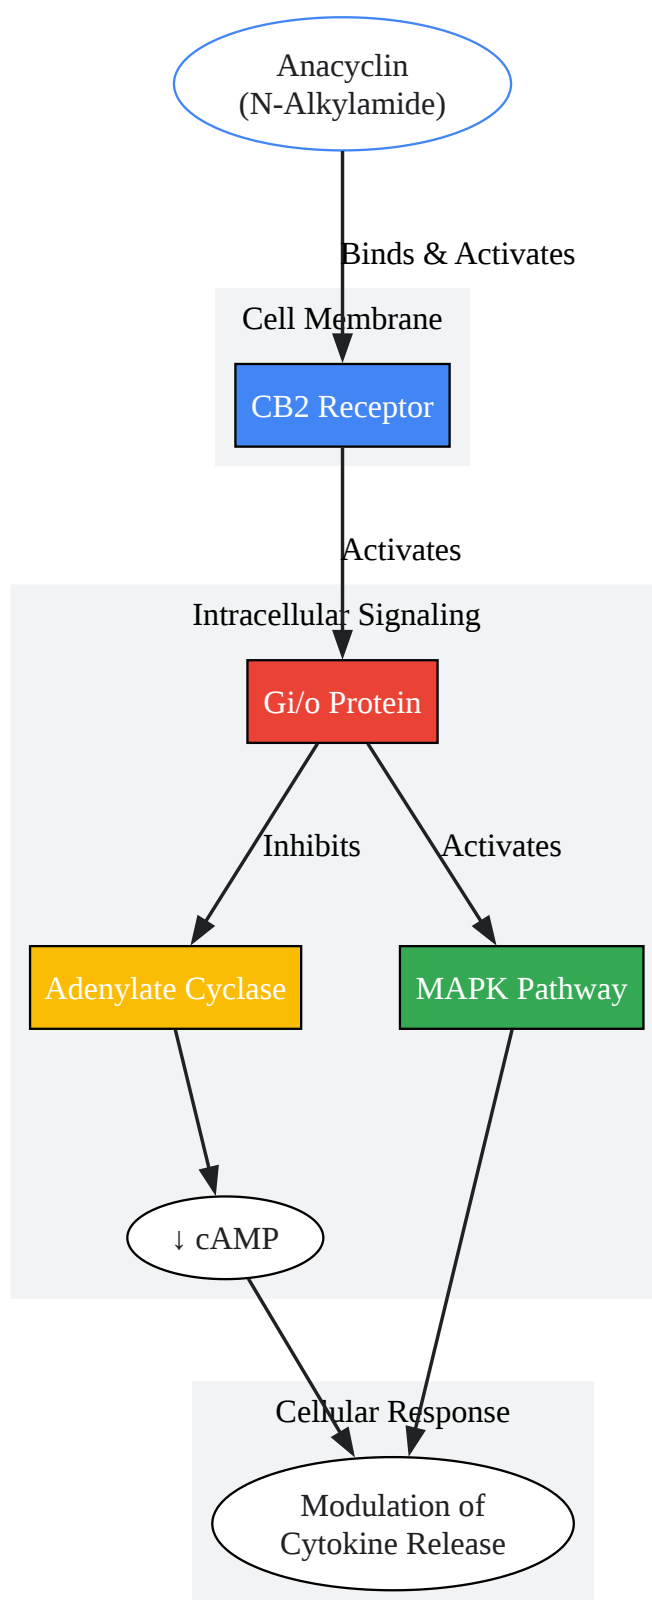 Anacyclin
(N-Alkylamide)
Binds & Activates
Cell Membrane
CB2 Receptor
Activates
Intracellular Signaling
Gi/o Protein
Inhibits
Activates
Adenylate Cyclase
MAPK Pathway
↓ cAMP
Cellular Response
Modulation of
Cytokine Release